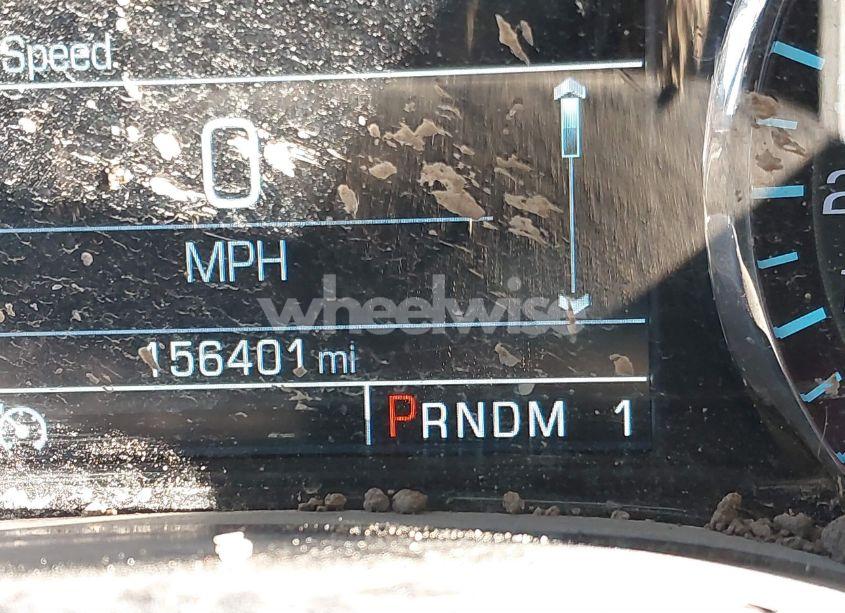 Speed
0
MPH
wheelwise
156401 mi
PRNDM 1